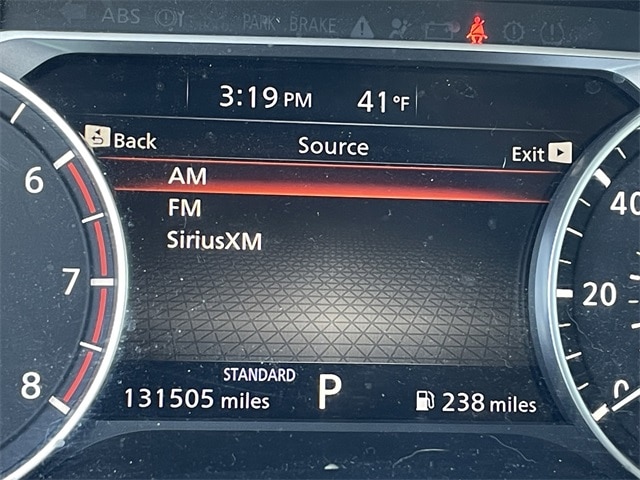 ABS PARK BRAKE
3:19 PM 41°F
Back Source Exit
AM
FM
SiriusXM
6
7
8
40
20
0
STANDARD
131505 miles P 238 miles